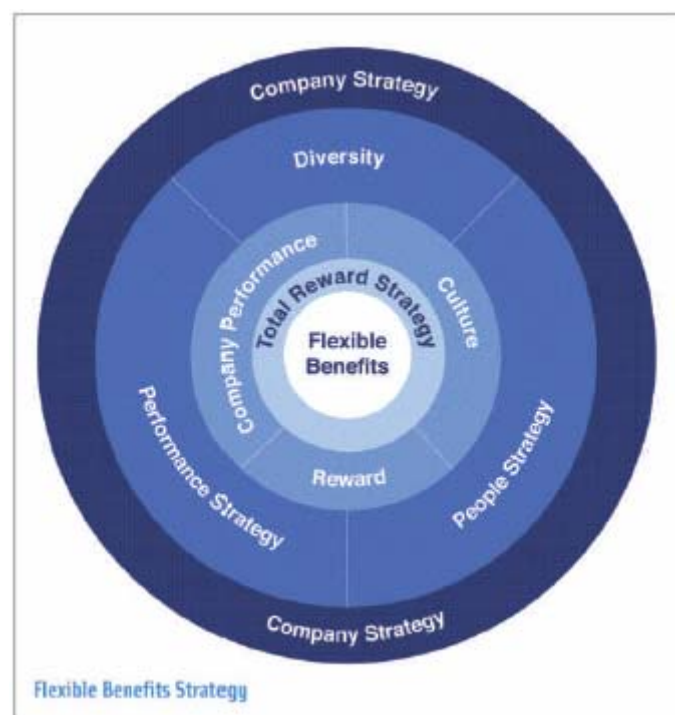 Company Strategy
Diversity
Company Performance
Culture
Total Reward Strategy
Flexible
Benefits
Reward
Performance Strategy
People Strategy
Company Strategy
Flexible Benefits Strategy